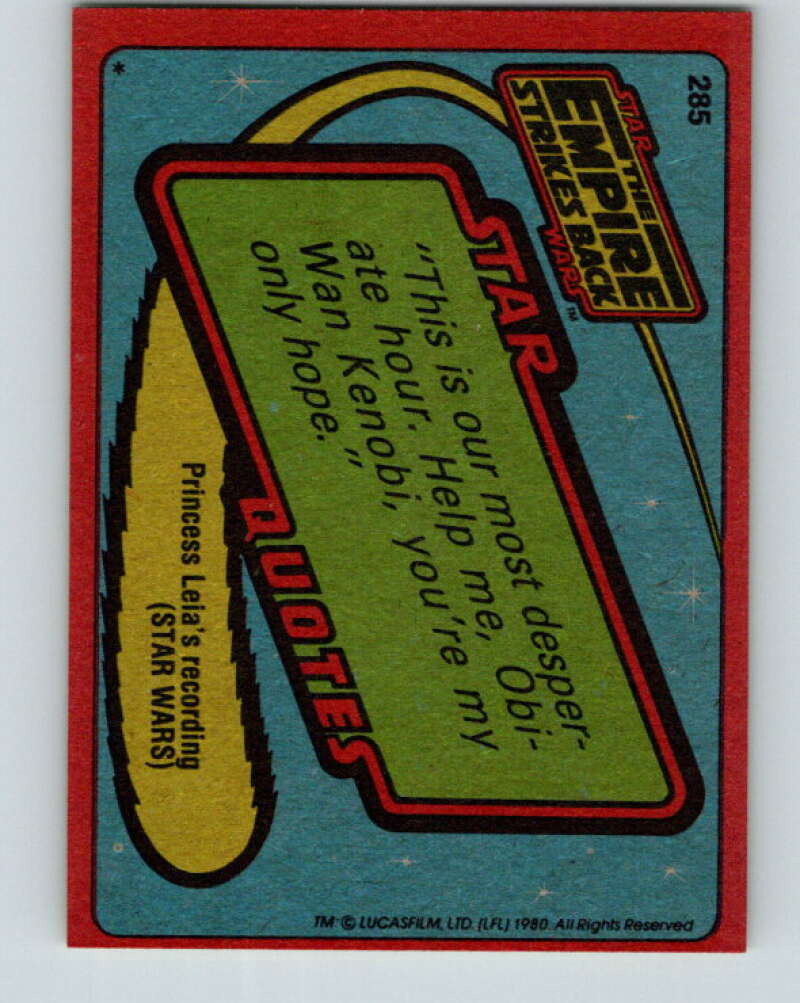 285
STAR
THE
EMPIRE
STRIKES BACK
WARS™
STAR
"This is our most desper-
ate hour. Help me, Obi-
Wan Kenobi, you're my
only hope."
QUOTES
Princess Leia's recording
(STAR WARS)
*
TM © LUCASFILM, LTD. (LFL) 1980. All Rights Reserved